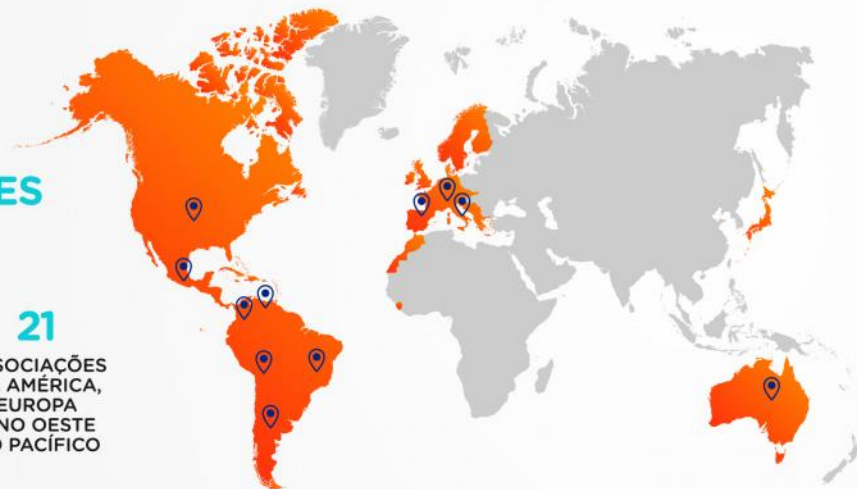 ES
21
SOCIAÇÕES
AMÉRICA,
EUROPA
NO OESTE
PACÍFICO